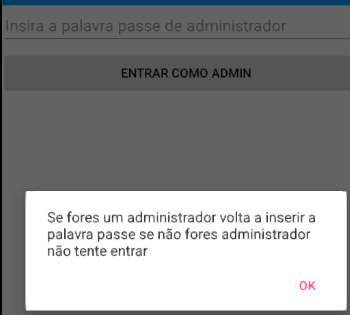 Insira a palavra passe de administrador
ENTRAR COMO ADMIN
Se fores um administrador volta a inserir a
palavra passe se não fores administrador
não tente entrar
OK